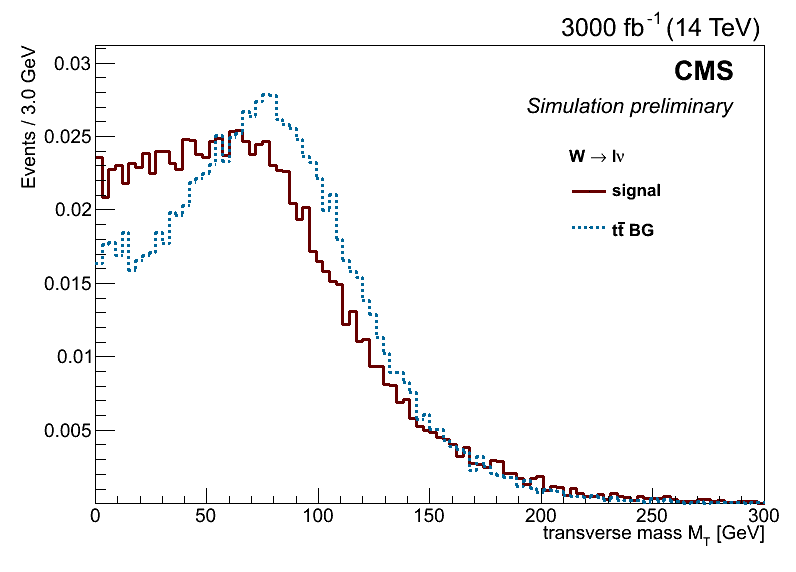 3000 fb⁻¹ (14 TeV)
Events / 3.0 GeV
CMS
Simulation preliminary
W → lν
signal
tt̄ BG
0.03
0.025
0.02
0.015
0.01
0.005
0 50 100 150 200 250 300
transverse mass M_T [GeV]